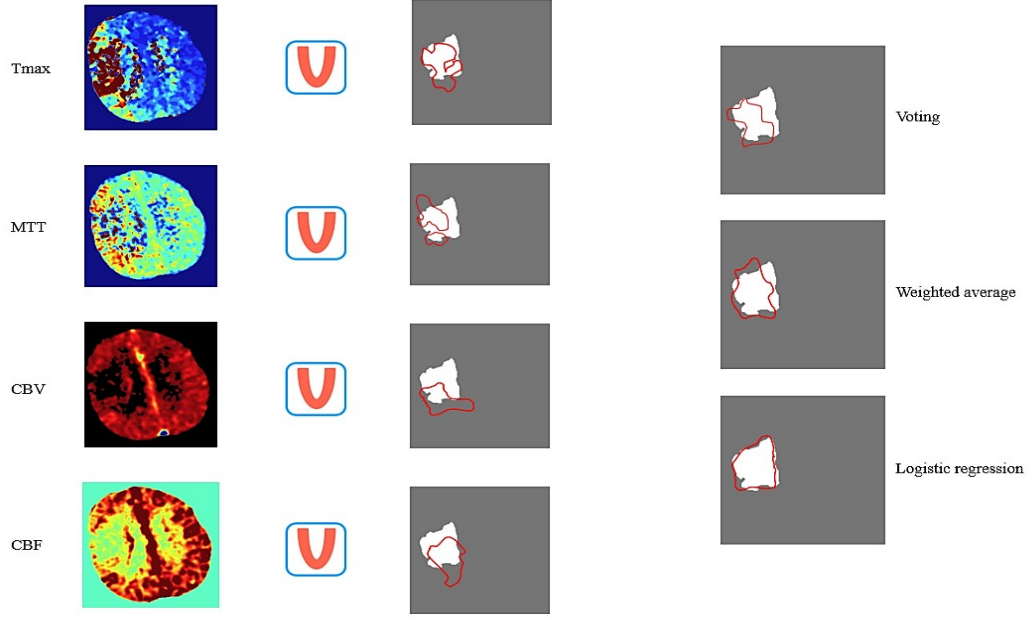 Tmax
MTT
CBV
CBF
Voting
Weighted average
Logistic regression